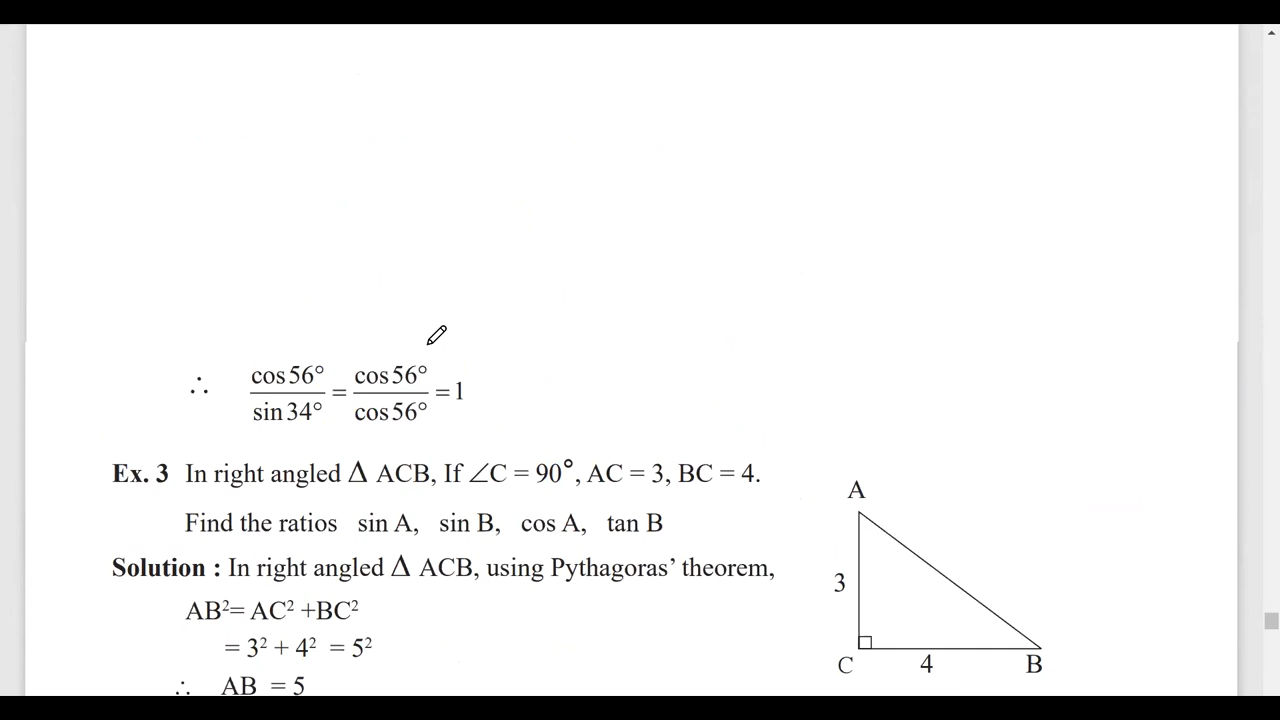 ∴ cos 56° / sin 34° = cos 56° / cos 56° = 1
Ex. 3 In right angled Δ ACB, If ∠C = 90°, AC = 3, BC = 4.
Find the ratios sin A, sin B, cos A, tan B
Solution : In right angled Δ ACB, using Pythagoras’ theorem,
AB²= AC² +BC²
= 3² + 4² = 5²
∴ AB = 5
A
3
C 4 B